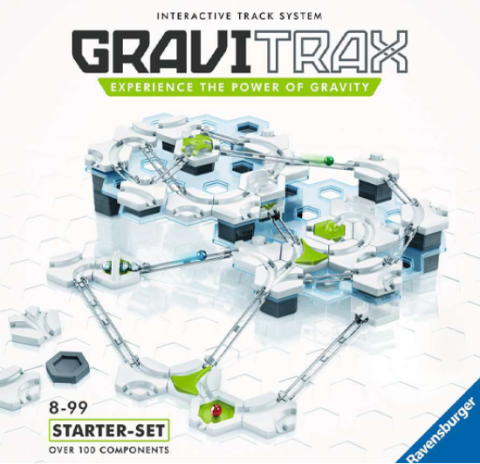 INTERACTIVE TRACK SYSTEM
GRAVITRAX
EXPERIENCE THE POWER OF GRAVITY
8-99
STARTER-SET
OVER 100 COMPONENTS
Ravensburger